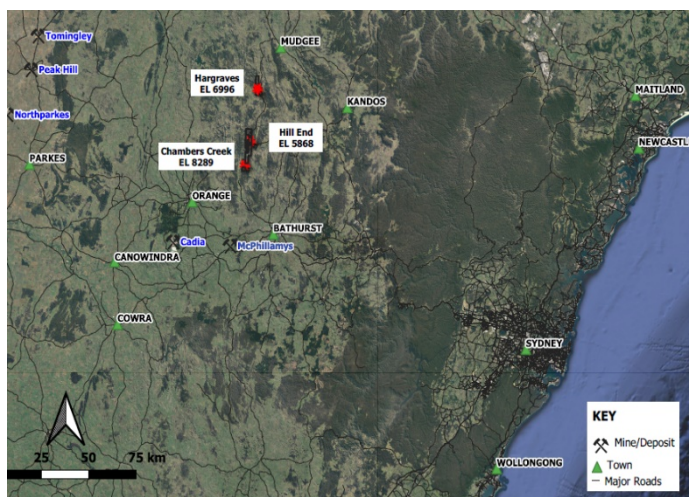 Tomingley
MUDGEE
Peak Hill
Hargraves
EL 6996
MAITLAND
KANDOS
Northparkes
Hill End
EL 5868
NEWCASTL
Chambers Creek
EL 8289
PARKES
ORANGE
BATHURST
Cadia
McPhillamys
CANOWINDRA
COWRA
SYDNEY
KEY
Mine/Deposit
Town
Major Roads
25 50 75 km
WOLLONGONG